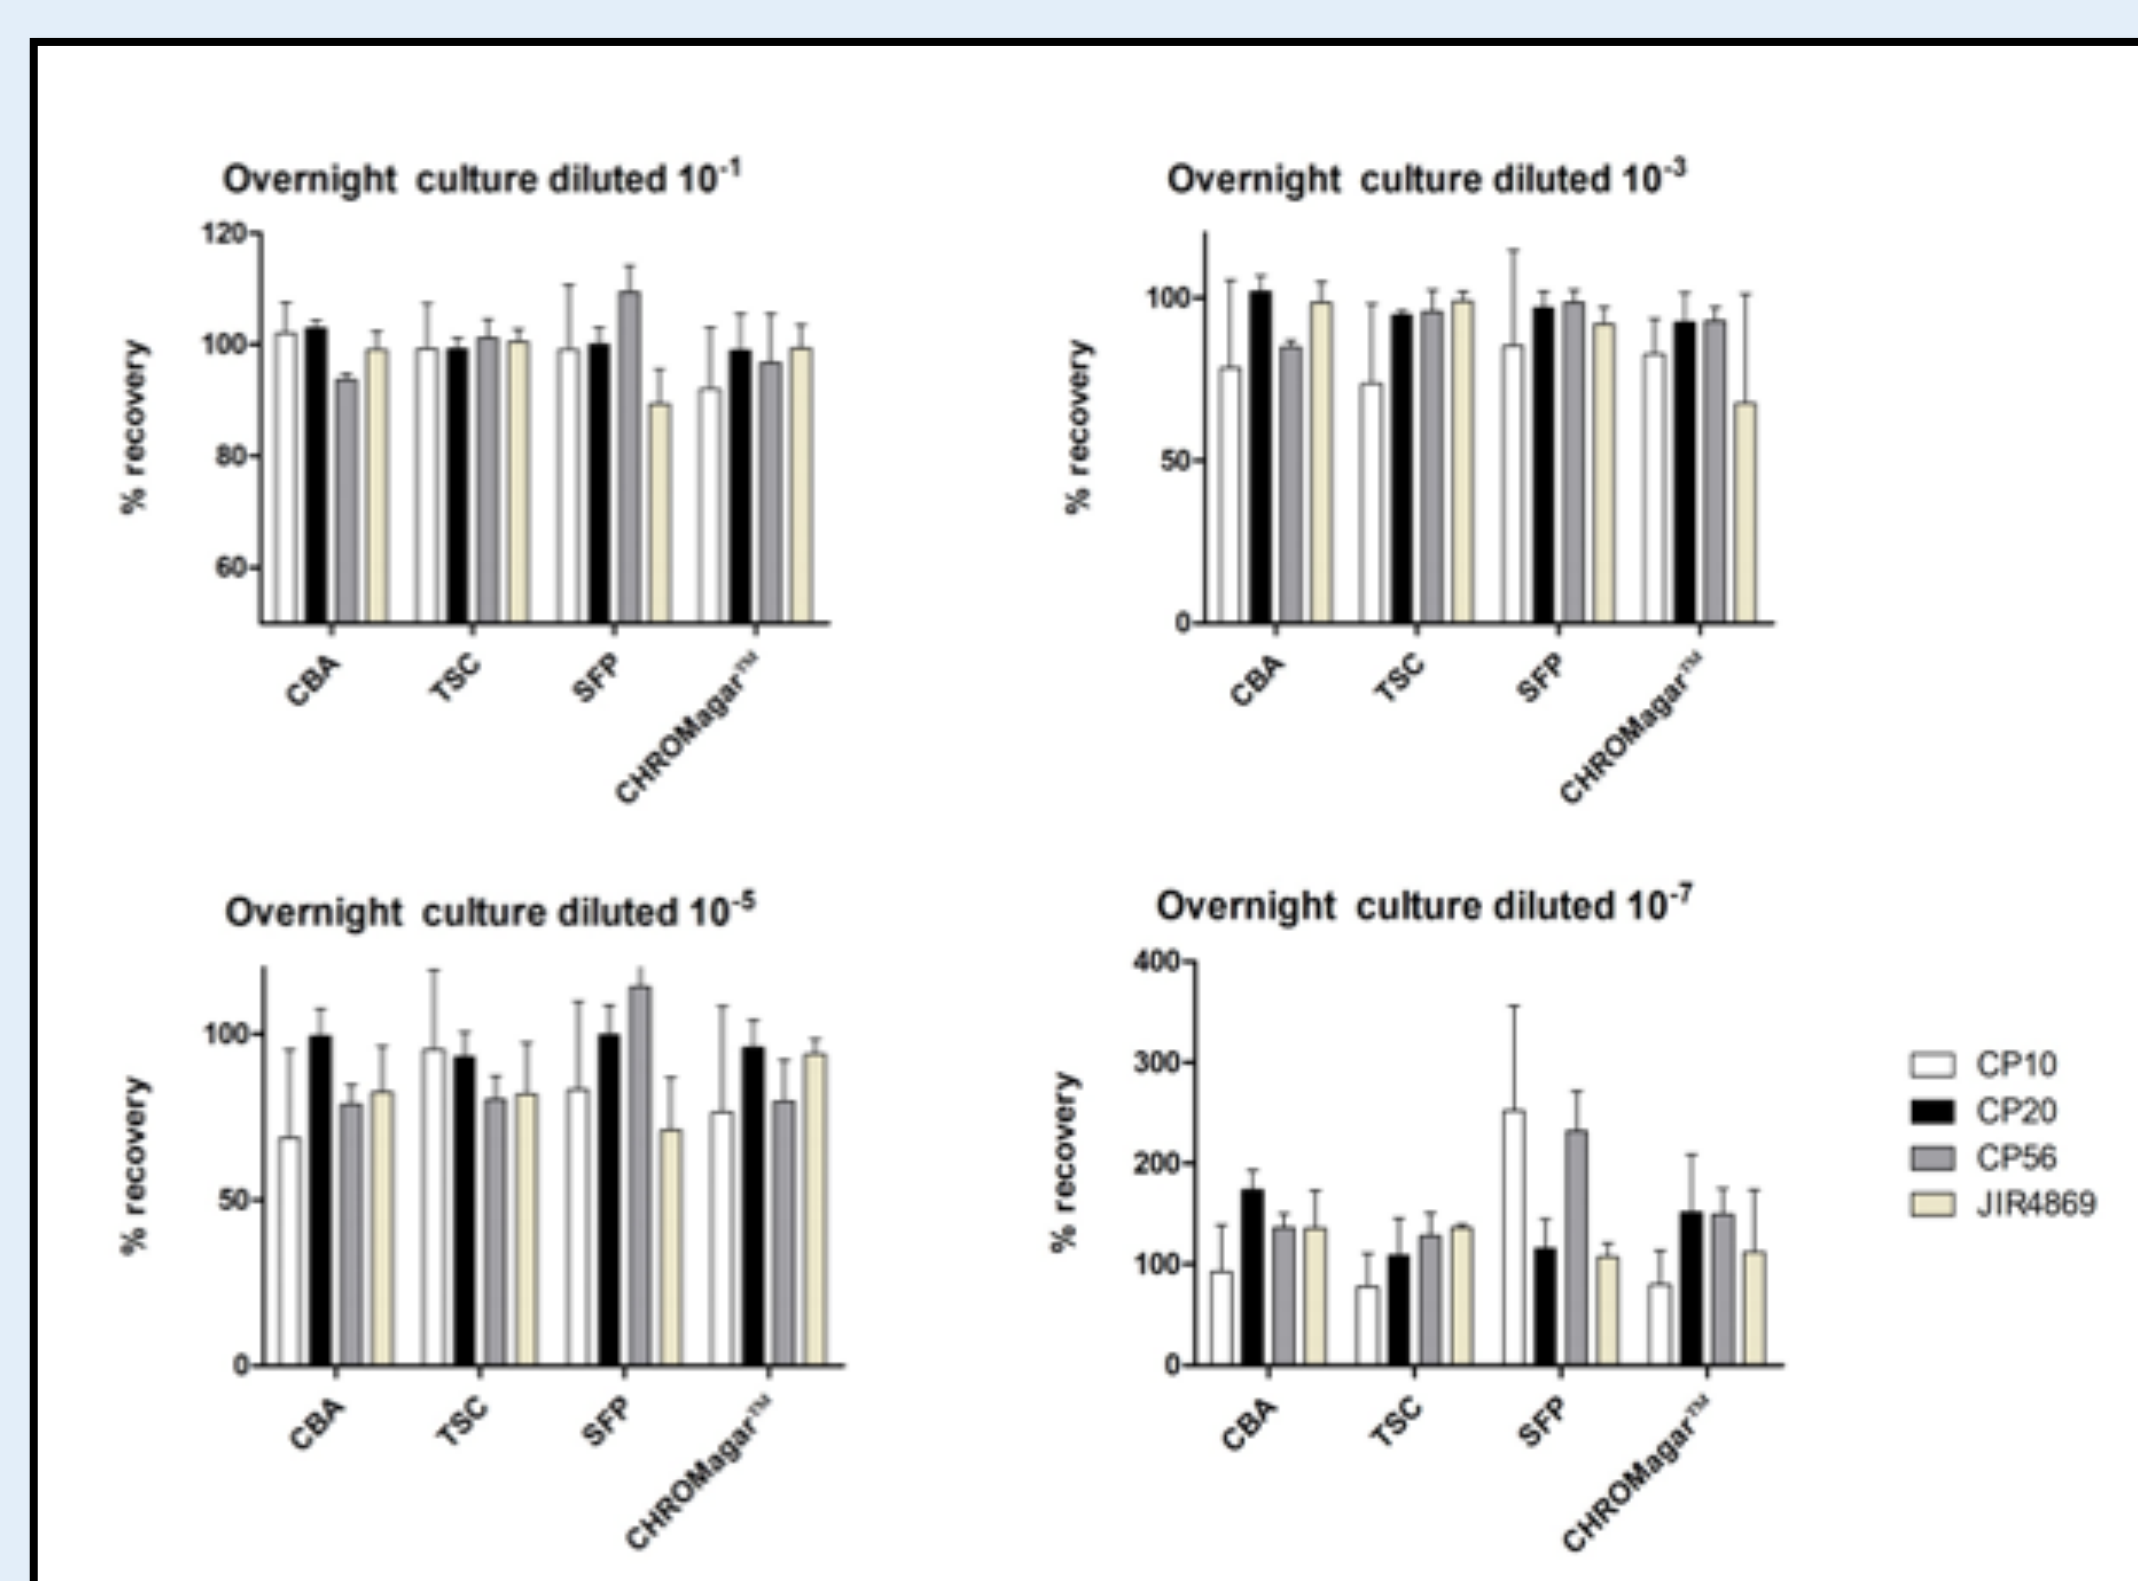 Overnight culture diluted 10-1
% recovery
120
100
80
60
CBA
TSC
SFP
CHROMagar™
Overnight culture diluted 10-3
% recovery
100
50
0
CBA
TSC
SFP
CHROMagar™
Overnight culture diluted 10-5
% recovery
100
50
0
CBA
TSC
SFP
CHROMagar™
Overnight culture diluted 10-7
% recovery
400
300
200
100
0
CBA
TSC
SFP
CHROMagar™
CP10
CP20
CP56
JIR4869